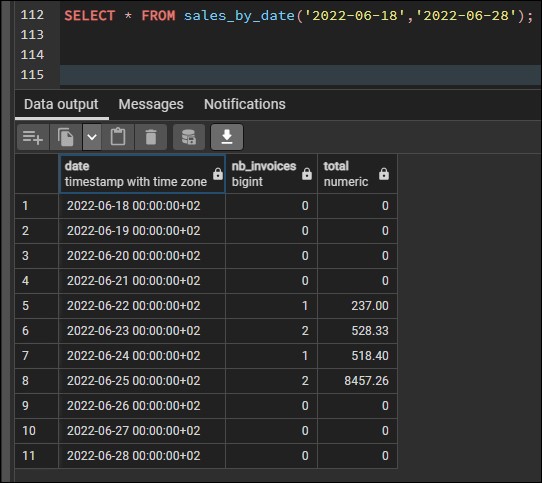 112 SELECT * FROM sales_by_date('2022-06-18','2022-06-28');
113
114
115
Data output Messages Notifications
date nb_invoices total
timestamp with time zone bigint numeric
1 2022-06-18 00:00:00+02 0 0
2 2022-06-19 00:00:00+02 0 0
3 2022-06-20 00:00:00+02 0 0
4 2022-06-21 00:00:00+02 0 0
5 2022-06-22 00:00:00+02 1 237.00
6 2022-06-23 00:00:00+02 2 528.33
7 2022-06-24 00:00:00+02 1 518.40
8 2022-06-25 00:00:00+02 2 8457.26
9 2022-06-26 00:00:00+02 0 0
10 2022-06-27 00:00:00+02 0 0
11 2022-06-28 00:00:00+02 0 0